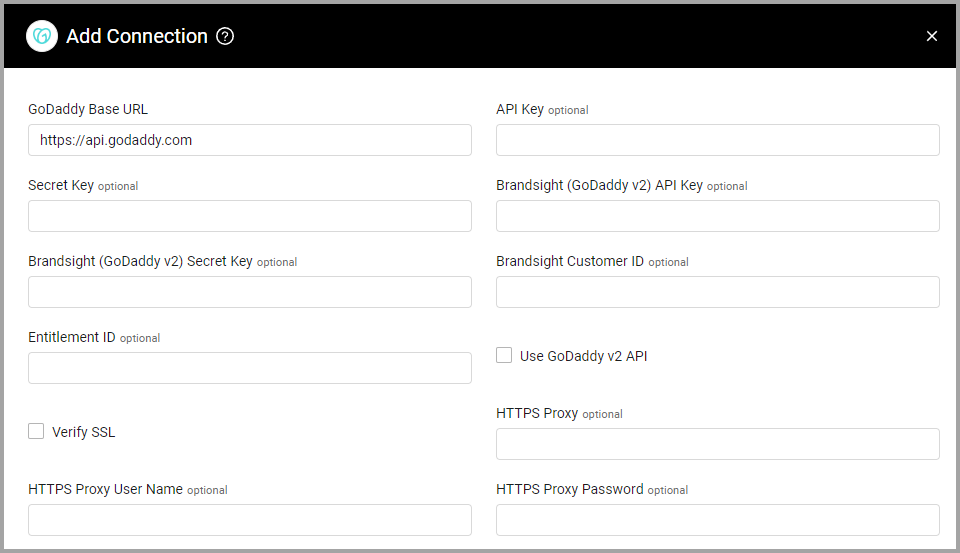 Add Connection ?
GoDaddy Base URL
https://api.godaddy.com
API Key optional
Secret Key optional
Brandsight (GoDaddy v2) API Key optional
Brandsight (GoDaddy v2) Secret Key optional
Brandsight Customer ID optional
Entitlement ID optional
Use GoDaddy v2 API
Verify SSL
HTTPS Proxy optional
HTTPS Proxy User Name optional
HTTPS Proxy Password optional